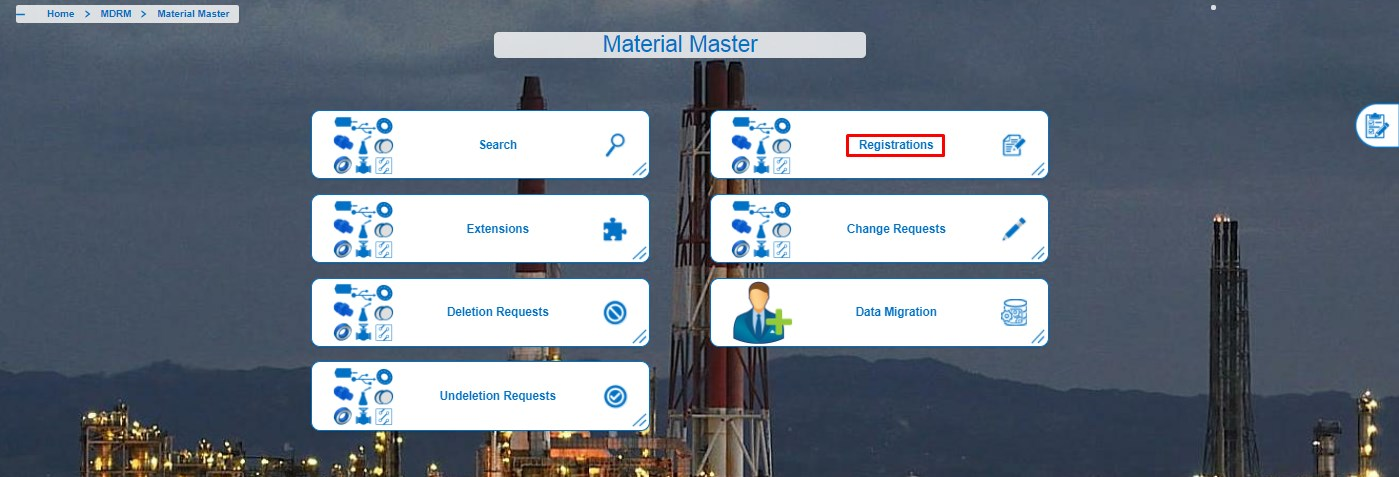 Home > MDRM > Material Master
Material Master
Search
Registrations
Extensions
Change Requests
Deletion Requests
Data Migration
Undeletion Requests